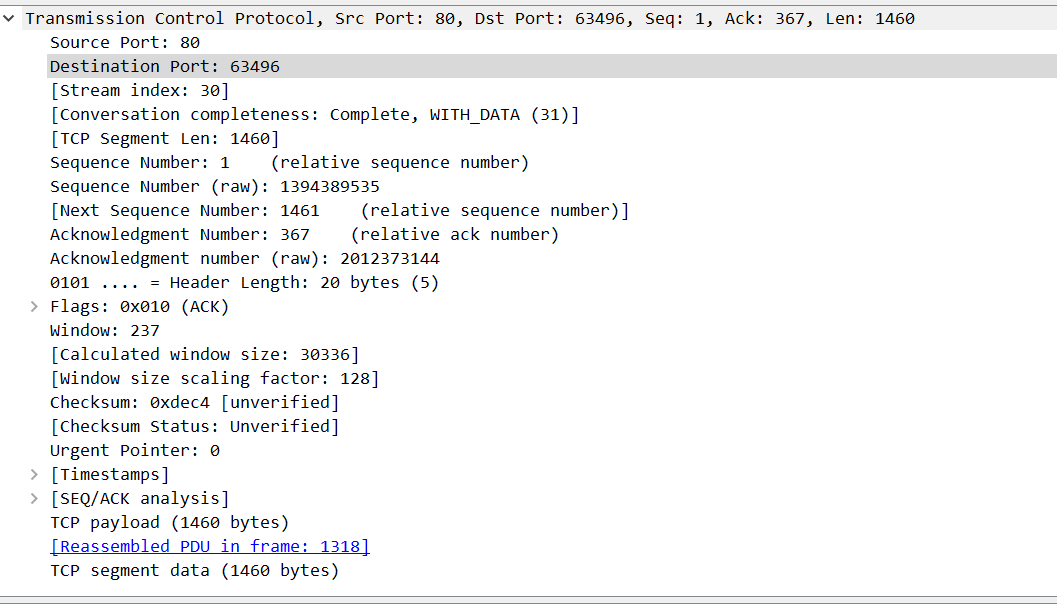 Transmission Control Protocol, Src Port: 80, Dst Port: 63496, Seq: 1, Ack: 367, Len: 1460
Source Port: 80
Destination Port: 63496
[Stream index: 30]
[Conversation completeness: Complete, WITH_DATA (31)]
[TCP Segment Len: 1460]
Sequence Number: 1    (relative sequence number)
Sequence Number (raw): 1394389535
[Next Sequence Number: 1461    (relative sequence number)]
Acknowledgment Number: 367    (relative ack number)
Acknowledgment number (raw): 2012373144
0101 .... = Header Length: 20 bytes (5)
Flags: 0x010 (ACK)
Window: 237
[Calculated window size: 30336]
[Window size scaling factor: 128]
Checksum: 0xdec4 [unverified]
[Checksum Status: Unverified]
Urgent Pointer: 0
[Timestamps]
[SEQ/ACK analysis]
TCP payload (1460 bytes)
[Reassembled PDU in frame: 1318]
TCP segment data (1460 bytes)